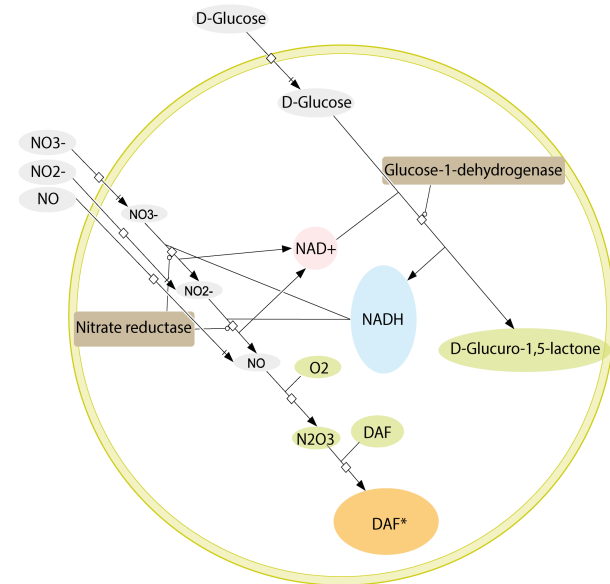 D-Glucose
D-Glucose
NO3-
NO2-
NO
Glucose-1-dehydrogenase
NO3-
NAD+
NO2-
NADH
Nitrate reductase
D-Glucuro-1,5-lactone
NO
O2
N2O3
DAF
DAF*